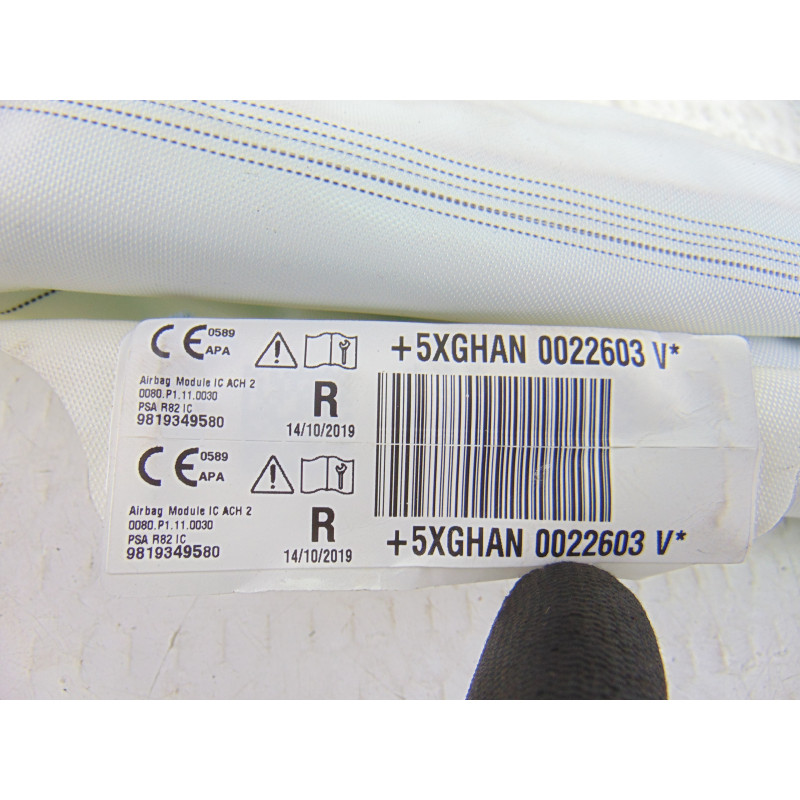 CE 0589 APA
+5XGHAN 0022603 V*
Airbag Module IC ACH 2
0080.P1.11.0030
PSA R82 IC
9819349580
R
14/10/2019
CE 0589 APA
Airbag Module IC ACH 2
0080.P1.11.0030
PSA R82 IC
9819349580
R
14/10/2019
+5XGHAN 0022603 V*